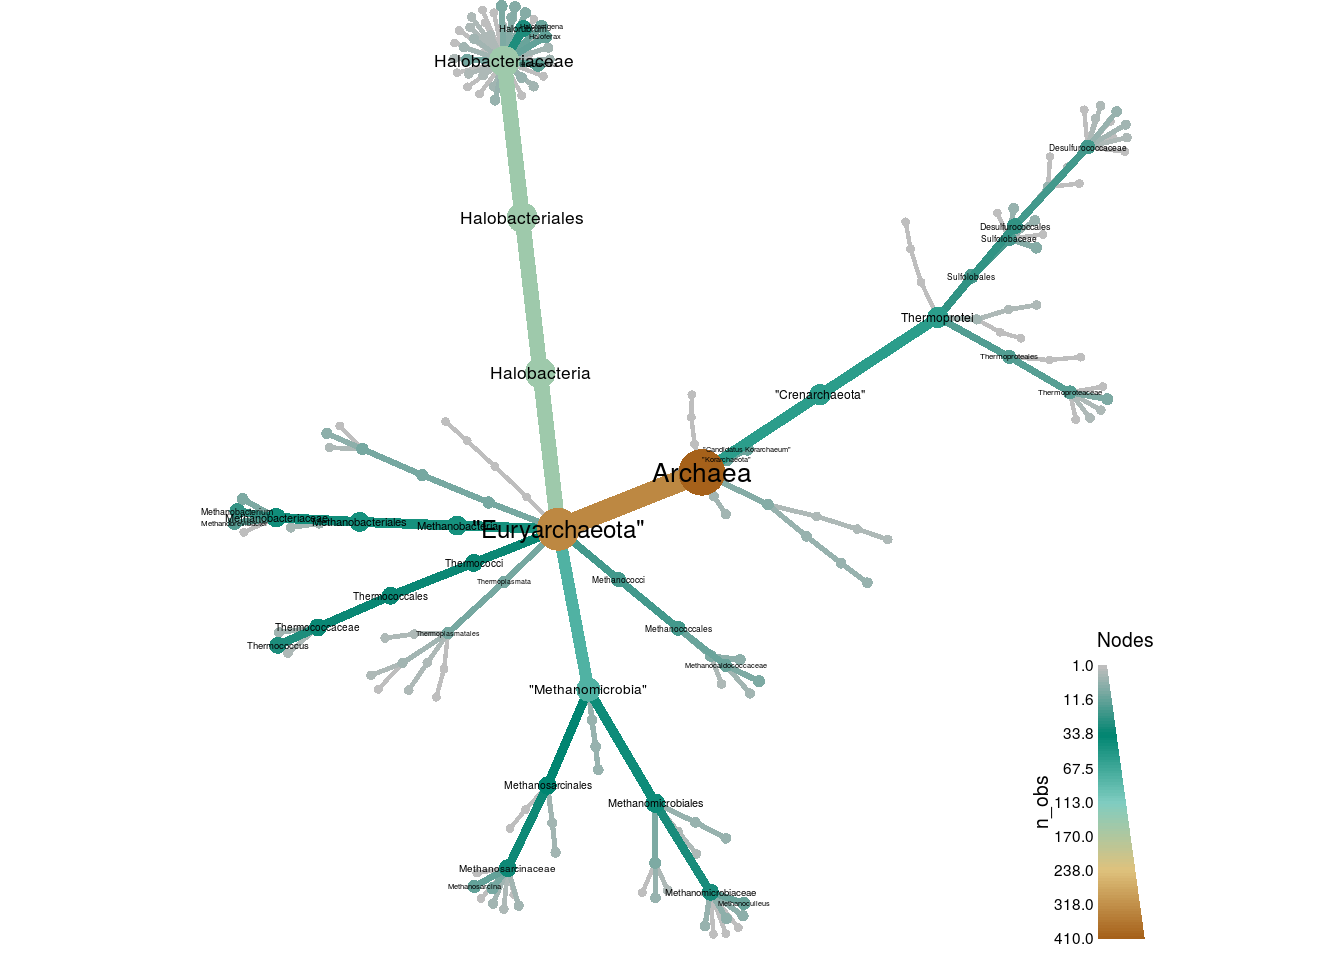 Halorubrum
Haloferax
Halobacteriaceae
Halobacteriales
Halobacteria
Desulfurococcaceae
Desulfurococcales
Sulfolobaceae
Sulfolobales
Thermoprotei
Thermoproteales
Thermoproteaceae
"Crenarchaeota"
"Candidatus Korarchaeum"
"Korarchaeota"
Archaea
"Euryarchaeota"
Methanobacterium
Methanobacteriaceae
Methanobacteriales
Methanobacteria
Methanobrevibacter
Thermococci
Thermococcales
Thermococcaceae
Thermococcus
Thermoplasmata
Thermoplasmatales
Methanococci
Methanococcales
Methanocaldococcaceae
"Methanomicrobia"
Methanosarcinales
Methanosarcinaceae
Methanosarcina
Methanomicrobiales
Methanomicrobiaceae
Methanoculleus
Nodes
n_obs
1.0
11.6
33.8
67.5
113.0
170.0
238.0
318.0
410.0